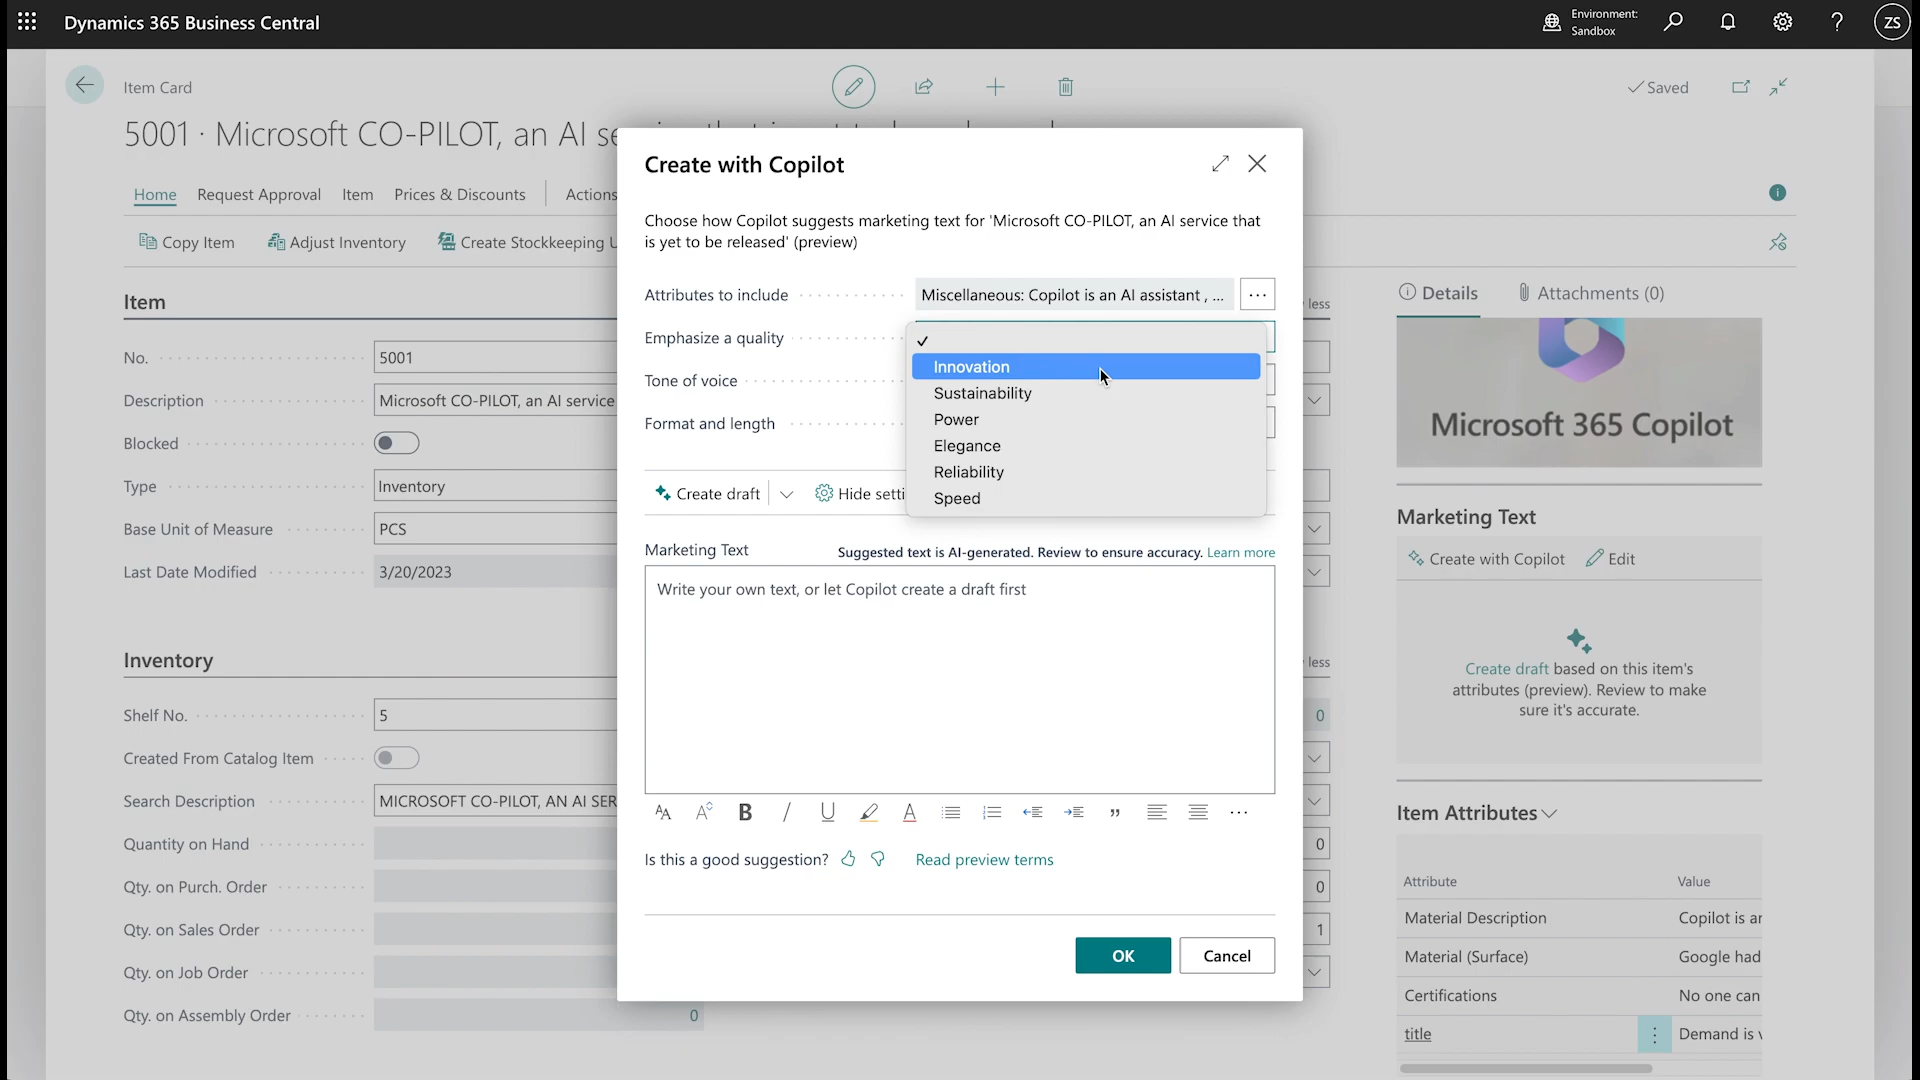 Dynamics 365 Business Central
Environment:
Sandbox
ZS
Item Card
Saved
5001 · Microsoft CO-PILOT, an AI se
Home Request Approval Item Prices & Discounts Actions
Copy Item Adjust Inventory Create Stockkeeping U
Item
less
No. 5001
Description Microsoft CO-PILOT, an AI service
Blocked
Type Inventory
Base Unit of Measure PCS
Last Date Modified 3/20/2023
Inventory
less
Shelf No. 5
0
Created From Catalog Item
Search Description MICROSOFT CO-PILOT, AN AI SER
Quantity on Hand
0
Qty. on Purch. Order
0
Qty. on Sales Order
1
Qty. on Job Order
Qty. on Assembly Order 0
Create with Copilot
Choose how Copilot suggests marketing text for 'Microsoft CO-PILOT, an AI service that
is yet to be released' (preview)
Attributes to include Miscellaneous: Copilot is an AI assistant , ...
Emphasize a quality
Innovation
Sustainability
Power
Elegance
Reliability
Speed
Tone of voice
Format and length
Create draft Hide setti
Marketing Text Suggested text is AI-generated. Review to ensure accuracy. Learn more
Write your own text, or let Copilot create a draft first
Is this a good suggestion? Read preview terms
OK Cancel
Details Attachments (0)
Microsoft 365 Copilot
Marketing Text
Create with Copilot Edit
Create draft based on this item's
attributes (preview). Review to make
sure it's accurate.
Item Attributes
Attribute Value
Material Description Copilot is an
Material (Surface) Google had
Certifications No one can
title Demand is